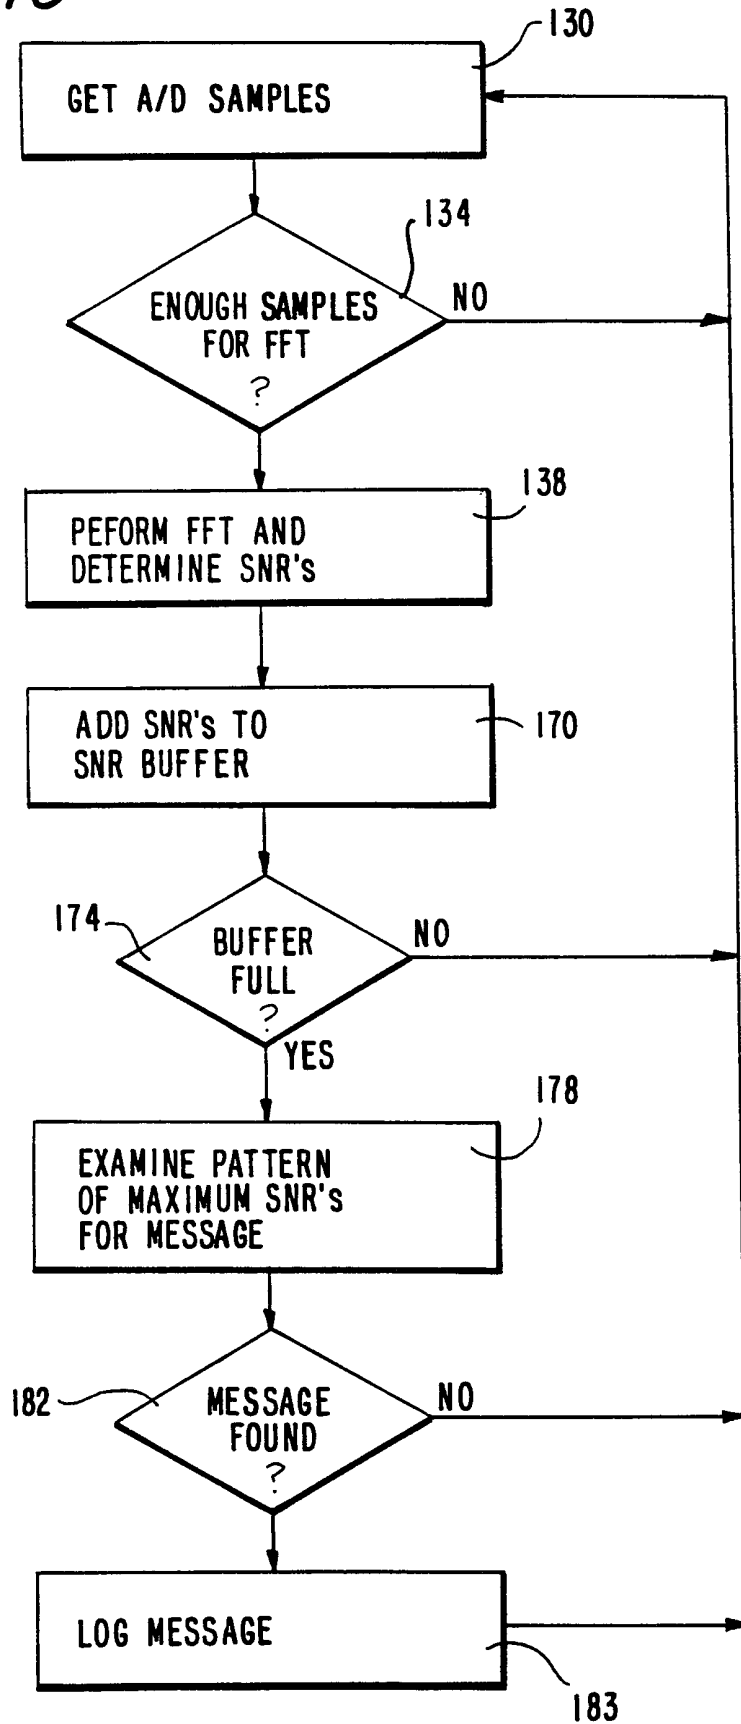 130
GET A/D SAMPLES
134
ENOUGH SAMPLES
FOR FFT
?
NO
138
PEFORM FFT AND
DETERMINE SNR's
170
ADD SNR's TO
SNR BUFFER
174
BUFFER
FULL
?
NO
YES
178
EXAMINE PATTERN
OF MAXIMUM SNR's
FOR MESSAGE
182
MESSAGE
FOUND
?
NO
LOG MESSAGE
183